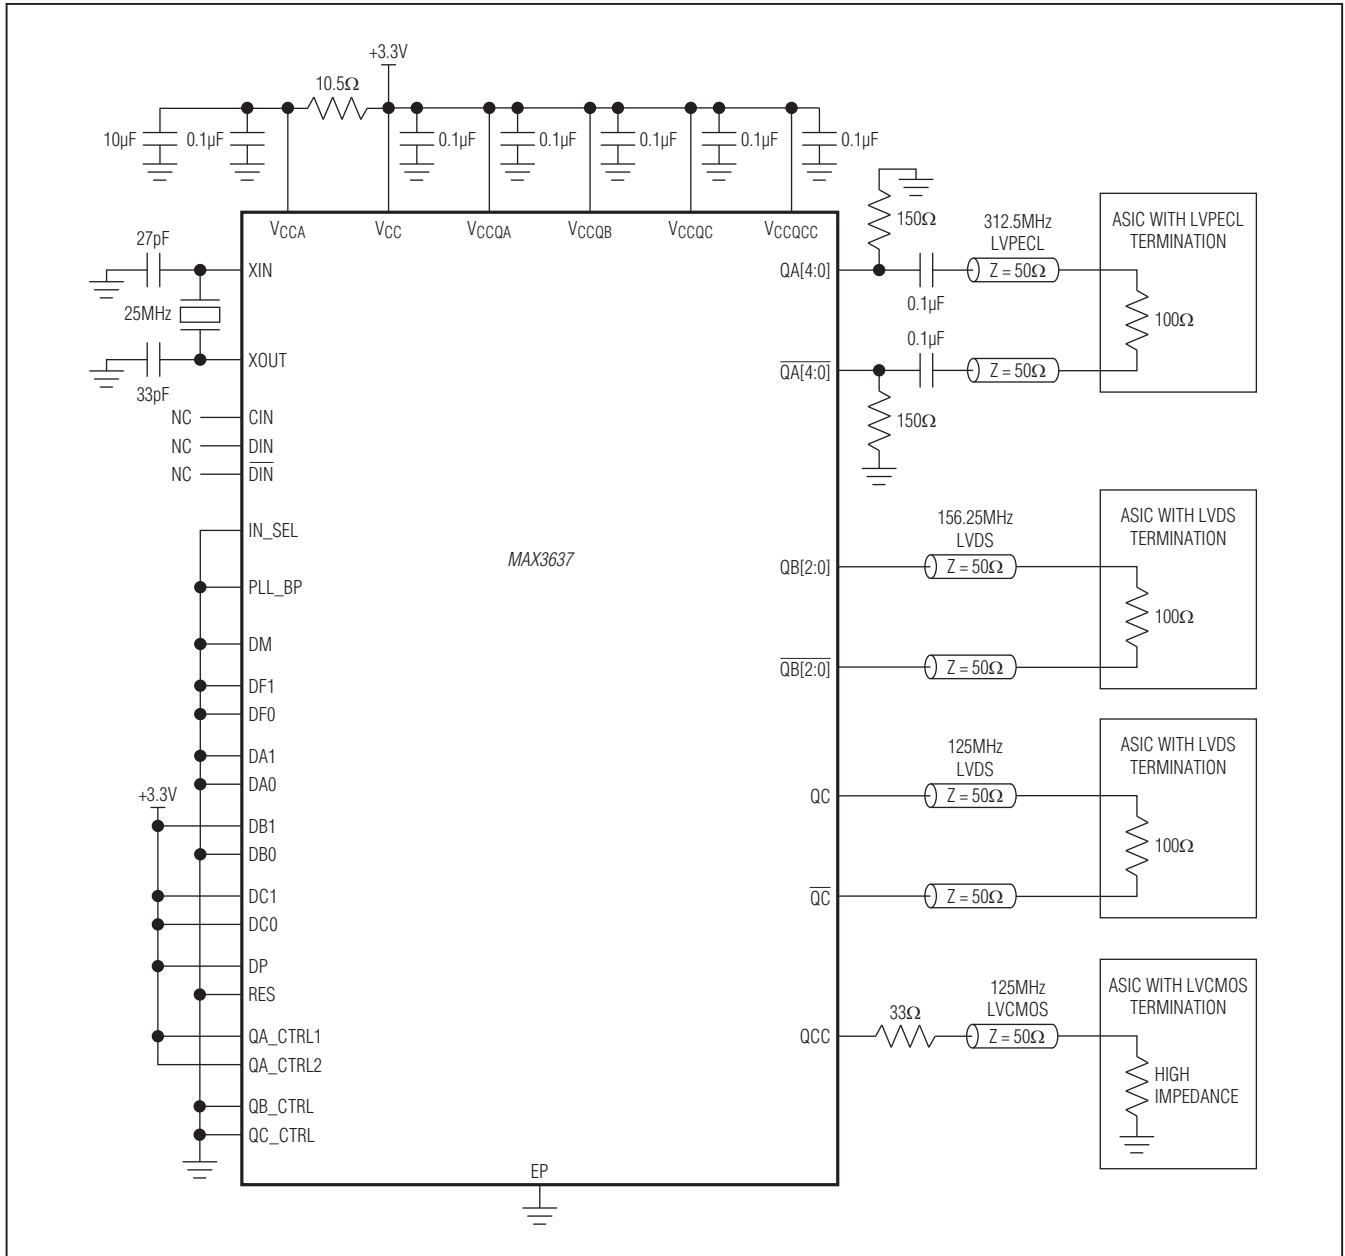 +3.3V
10.5Ω
10µF 0.1µF 0.1µF 0.1µF 0.1µF 0.1µF 0.1µF
VCCA VCC VCCQA VCCQB VCCQC VCCQCC
27pF
XIN
25MHz
XOUT
33pF
NC CIN
NC DIN
NC DIN
IN_SEL
PLL_BP
DM
DF1
DF0
DA1
DA0
+3.3V
DB1
DB0
DC1
DC0
DP
RES
QA_CTRL1
QA_CTRL2
QB_CTRL
QC_CTRL
MAX3637
EP
QA[4:0]
150Ω
0.1µF
312.5MHz
LVPECL
Z = 50Ω
ASIC WITH LVPECL
TERMINATION
100Ω
QA[4:0]
0.1µF
150Ω
Z = 50Ω
QB[2:0]
156.25MHz
LVDS
Z = 50Ω
ASIC WITH LVDS
TERMINATION
100Ω
QB[2:0]
Z = 50Ω
QC
125MHz
LVDS
Z = 50Ω
ASIC WITH LVDS
TERMINATION
100Ω
QC
Z = 50Ω
QCC
33Ω
125MHz
LVCMOS
Z = 50Ω
ASIC WITH LVCMOS
TERMINATION
HIGH
IMPEDANCE